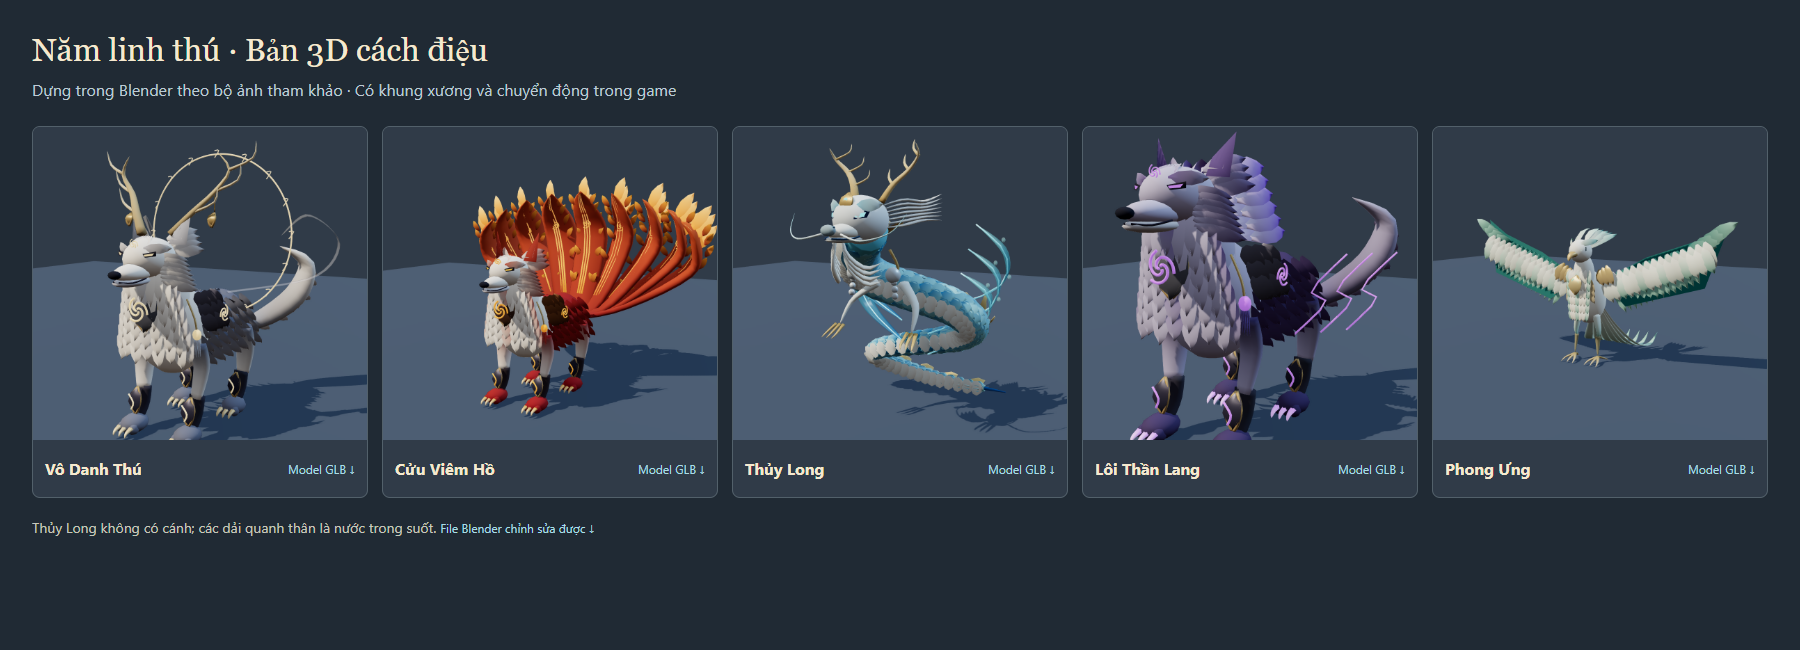 Năm linh thú · Bản 3D cách điệu
Dựng trong Blender theo bộ ảnh tham khảo · Có khung xương và chuyển động trong game
Vô Danh Thú
Model GLB ↓
Cửu Viêm Hồ
Model GLB ↓
Thủy Long
Model GLB ↓
Lôi Thần Lang
Model GLB ↓
Phong Ưng
Model GLB ↓
Thủy Long không có cánh; các dải quanh thân là nước trong suốt. File Blender chỉnh sửa được ↓